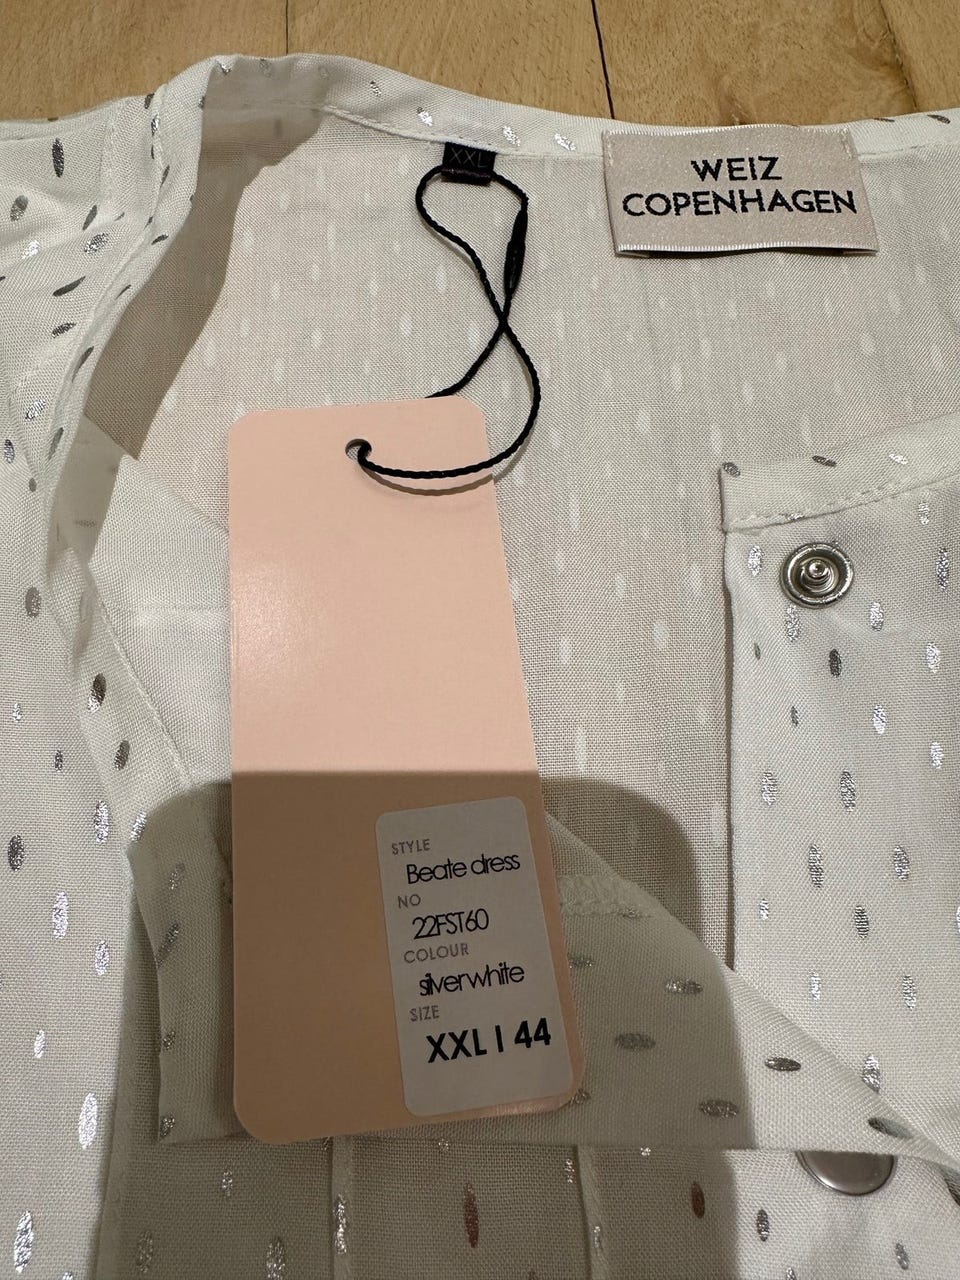 XXL
WEIZ
COPENHAGEN
STYLE
Beate dress
NO
22FST60
COLOUR
silverwhite
SIZE
XXL | 44